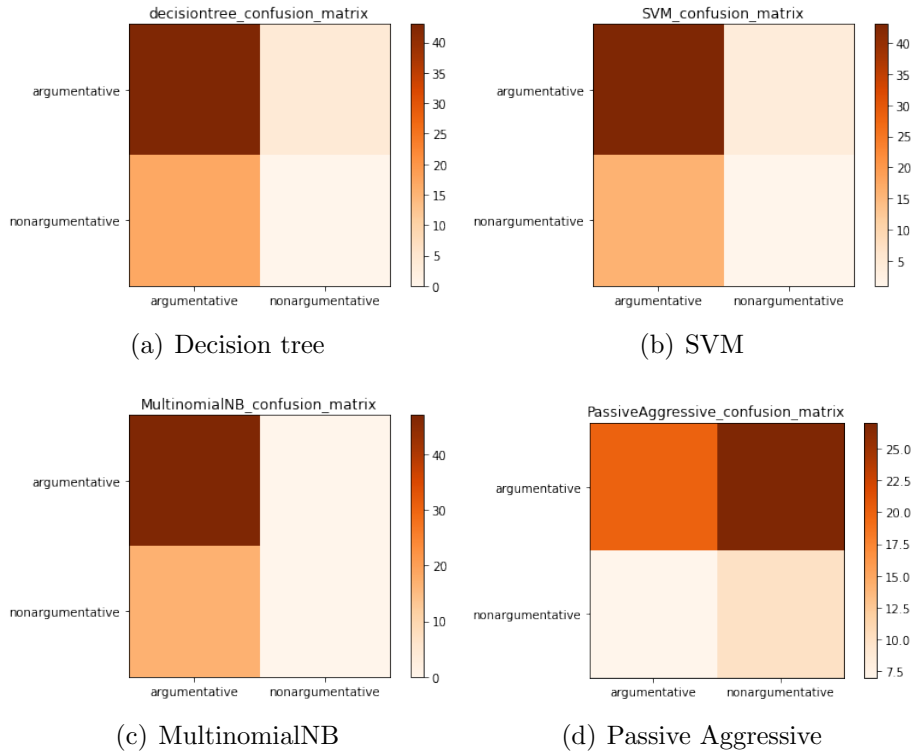 decisiontree_confusion_matrix
argumentative
nonargumentative
argumentative nonargumentative
40
35
30
25
20
15
10
5
0
(a) Decision tree
SVM_confusion_matrix
argumentative
nonargumentative
argumentative nonargumentative
40
35
30
25
20
15
10
5
(b) SVM
MultinomialNB_confusion_matrix
argumentative
nonargumentative
argumentative nonargumentative
40
30
20
10
0
(c) MultinomialNB
PassiveAggressive_confusion_matrix
argumentative
nonargumentative
argumentative nonargumentative
25.0
22.5
20.0
17.5
15.0
12.5
10.0
7.5
(d) Passive Aggressive